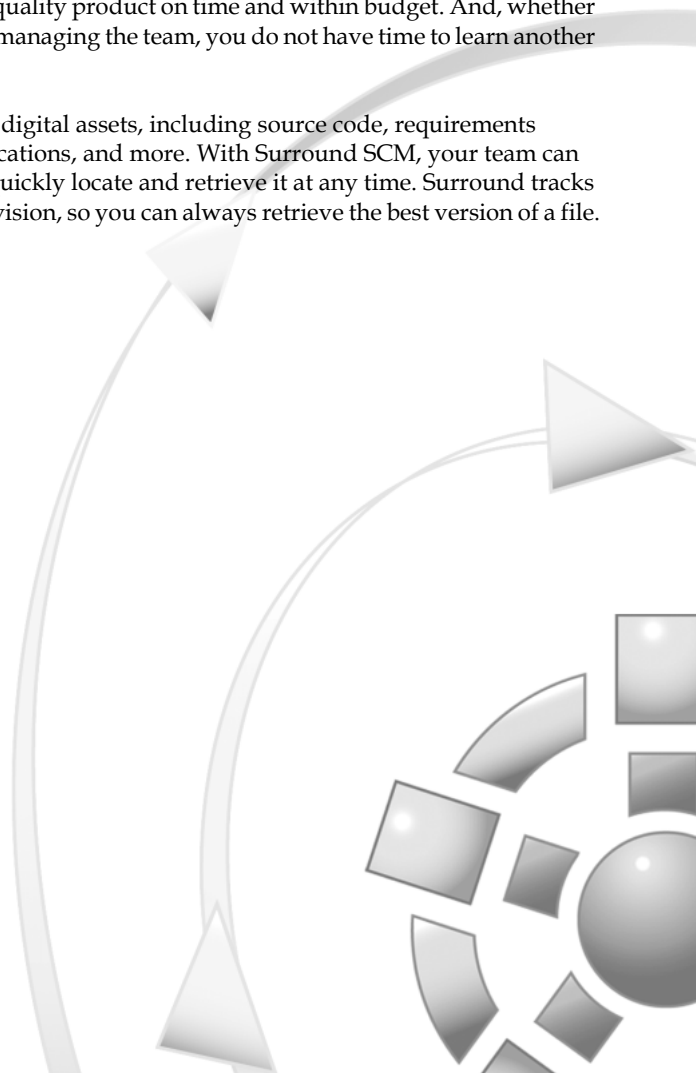 quality product on time and within budget. And, whether
managing the team, you do not have time to learn another
digital assets, including source code, requirements
cations, and more. With Surround SCM, your team can
uickly locate and retrieve it at any time. Surround tracks
vision, so you can always retrieve the best version of a file.